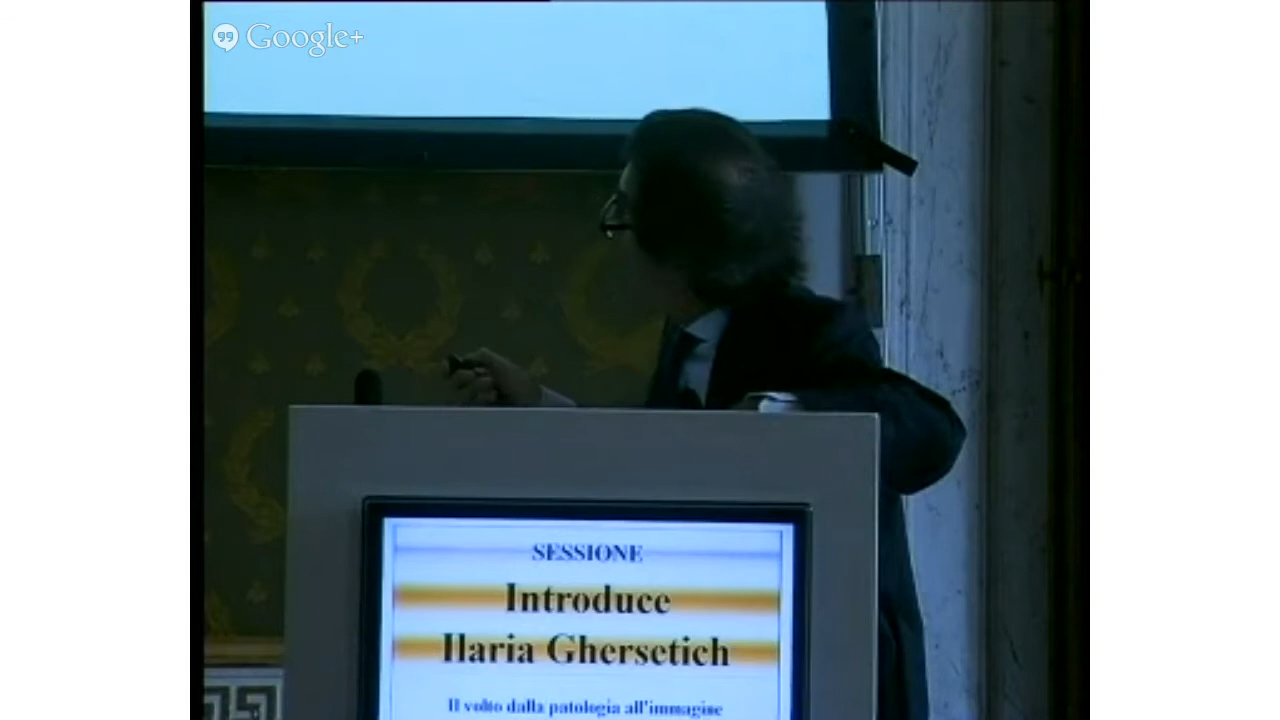 Google+
SESSIONE
Introduce
Ilaria Ghersetich
Il volto dalla patologia all'immagine